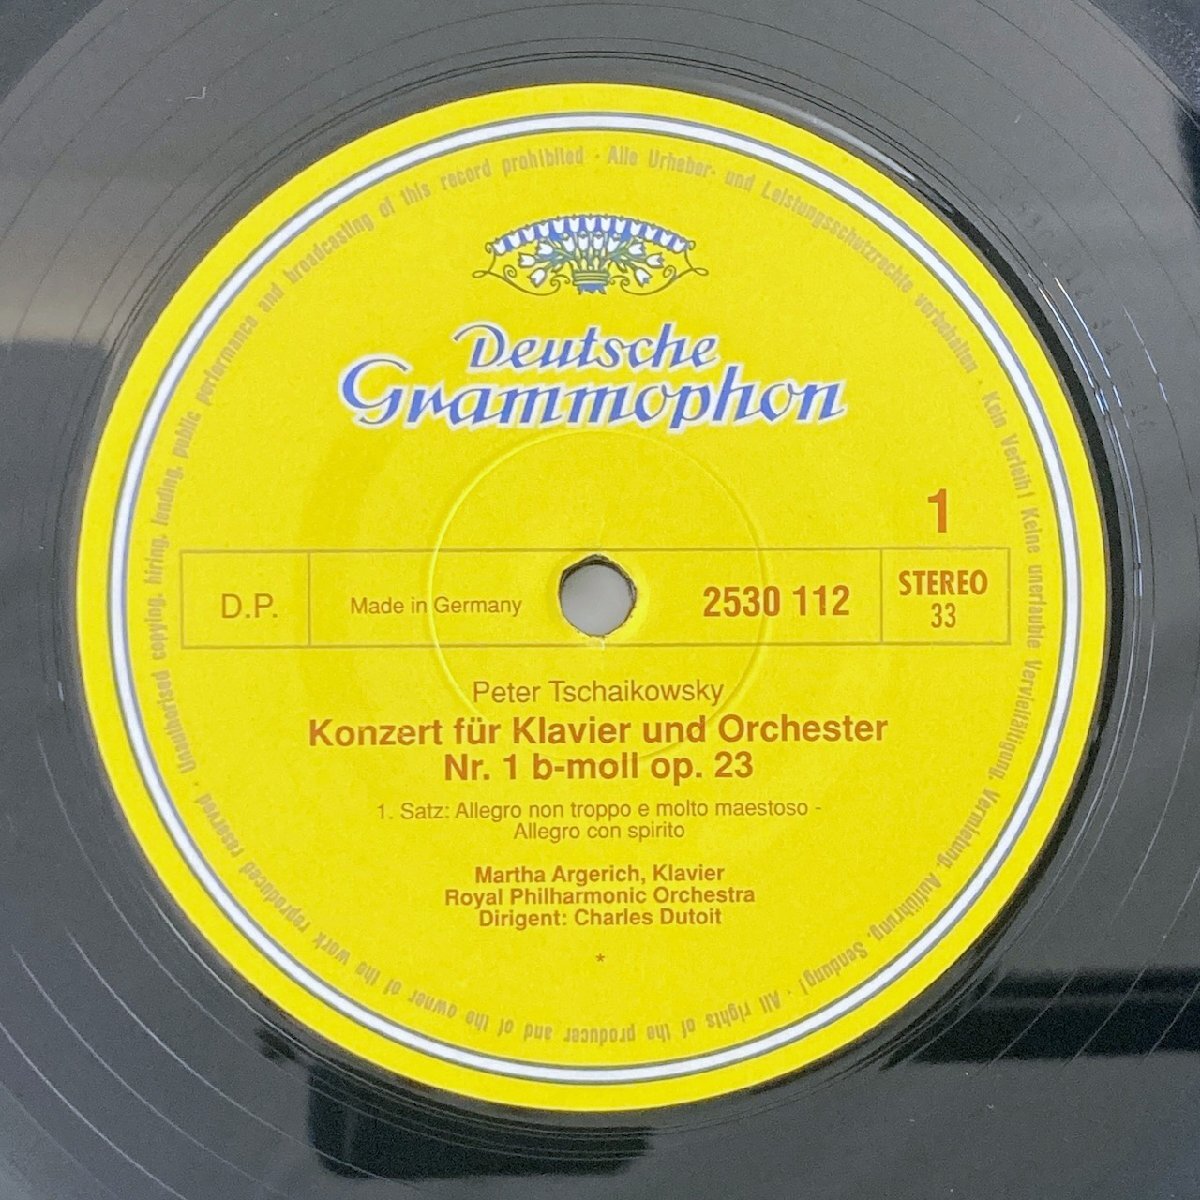 Deutsche
Grammophon
1
D.P.
Made in Germany
2530 112
STEREO
33
Peter Tschaikowsky
Konzert für Klavier und Orchester
Nr. 1 b-moll op. 23
1. Satz: Allegro non troppo e molto maestoso -
Allegro con spirito
Martha Argerich, Klavier
Royal Philharmonic Orchestra
Dirigent: Charles Dutoit
*
Alle Urheber- und Leistungsschutzrechte vorbehalten · Kein Verleih! Keine unerlaubte Vervielfältigung, Vermietung, Aufführung, Sendung! · All rights of the producer and of the owner of the work reproduced reserved · Unauthorised copying, hiring, lending, public performance and broadcasting of this record prohibited ·